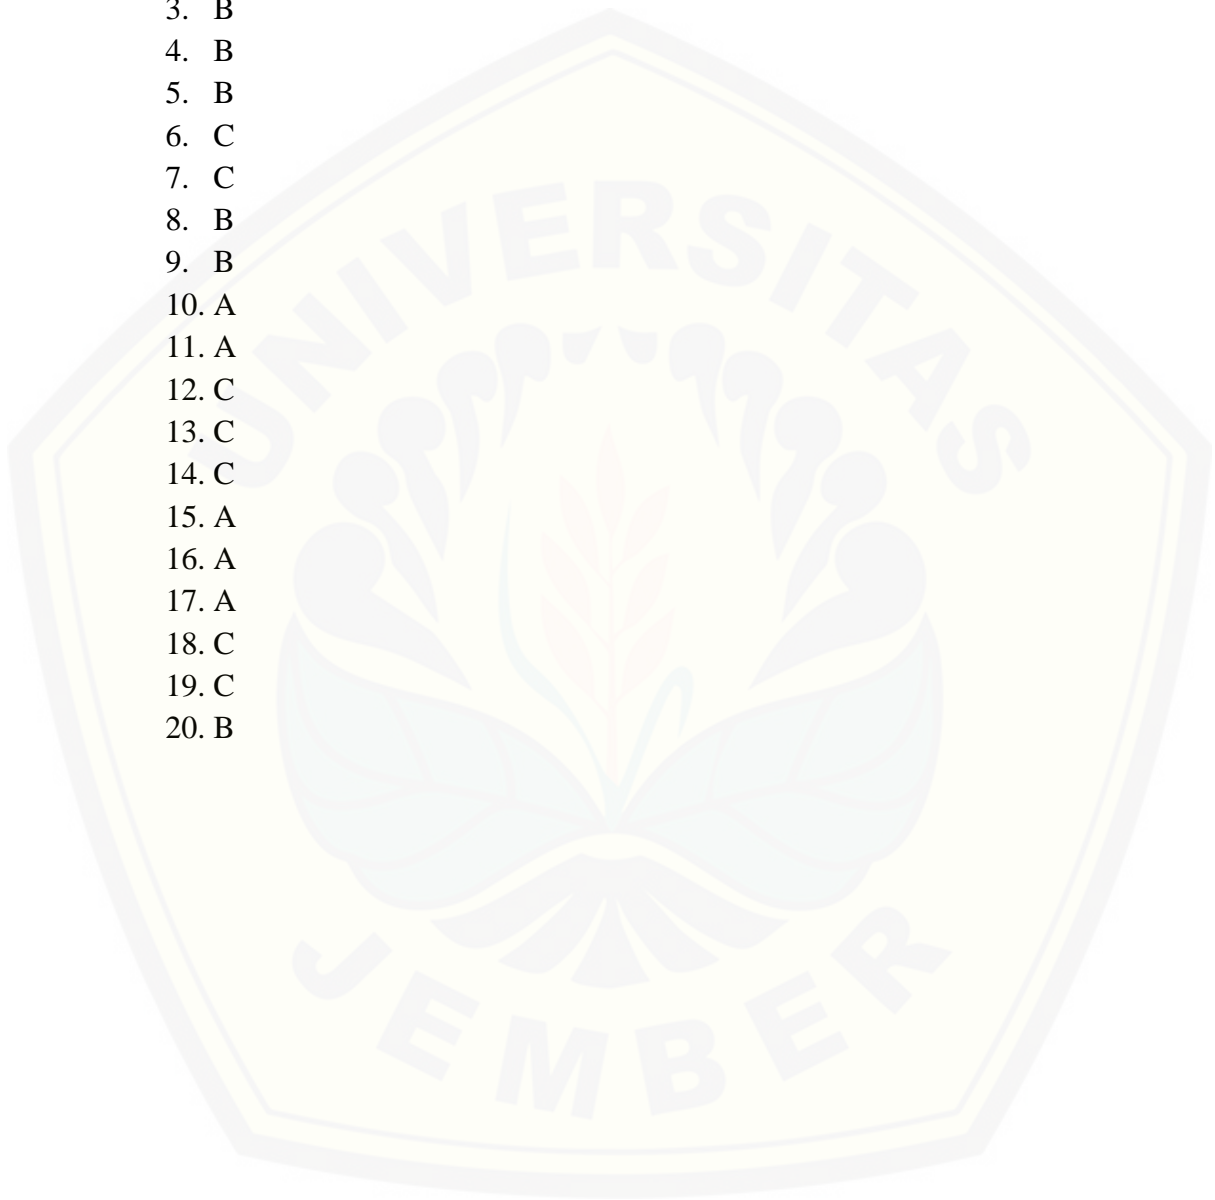 3. B
4. B
5. B
6. C
7. C
8. B
9. B
10. A
11. A
12. C
13. C
14. C
15. A
16. A
17. A
18. C
19. C
20. B
UNIVERSITAS
JEMBER